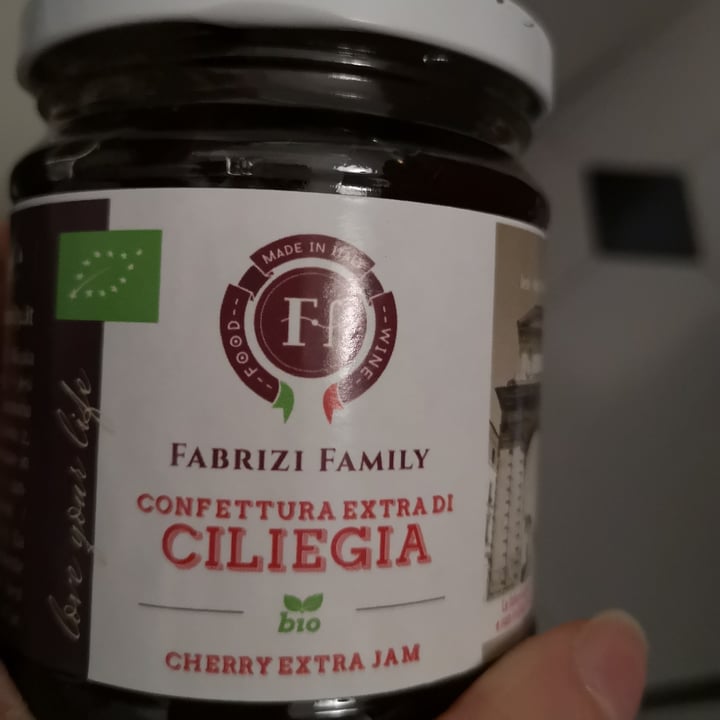 MADE IN ITALY
FOOD
Ff
WINE
FABRIZI FAMILY
CONFETTURA EXTRA DI
CILIEGIA
bio
CHERRY EXTRA JAM
love your life